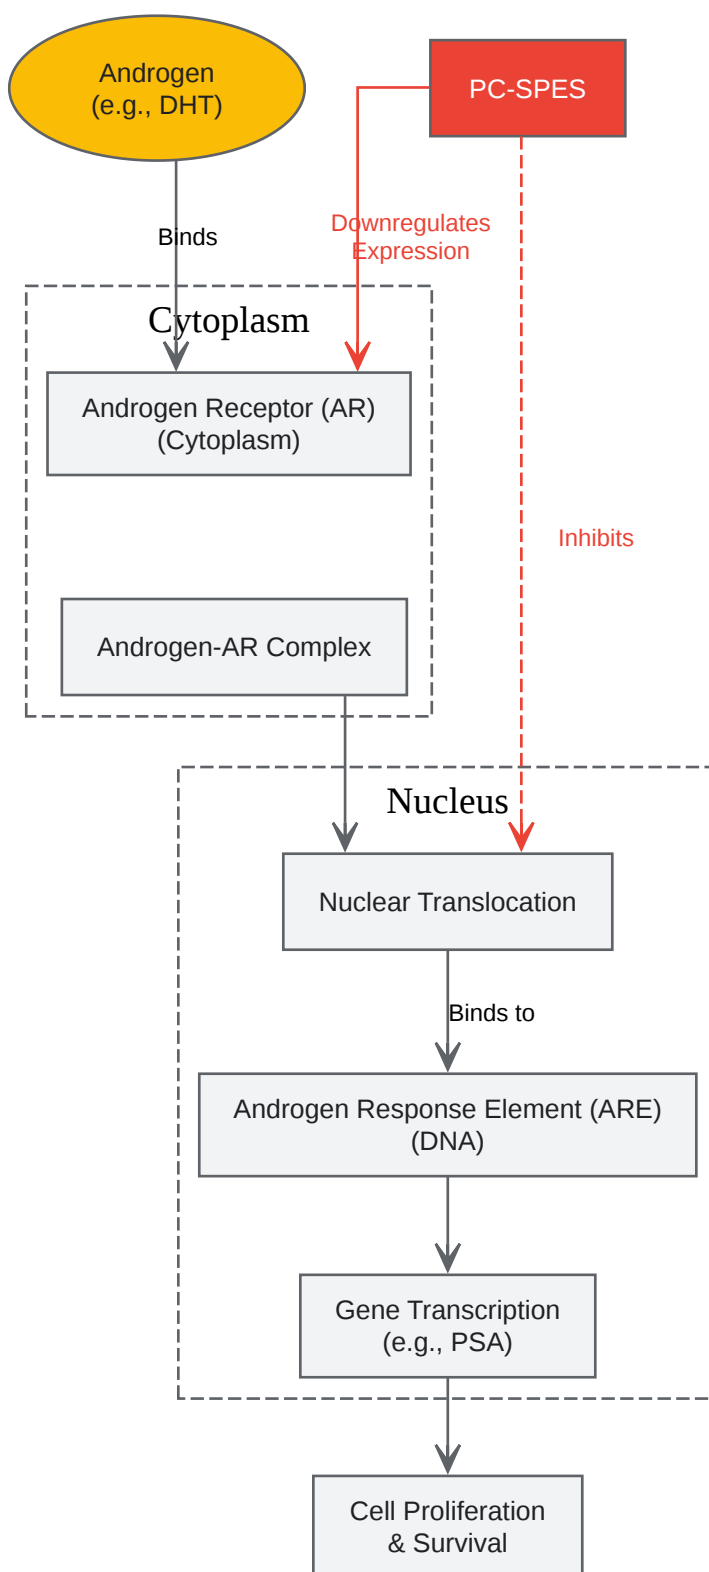 Androgen
(e.g., DHT)
PC-SPES
Binds
Downregulates
Expression
Cytoplasm
Androgen Receptor (AR)
(Cytoplasm)
Inhibits
Androgen-AR Complex
Nucleus
Nuclear Translocation
Binds to
Androgen Response Element (ARE)
(DNA)
Gene Transcription
(e.g., PSA)
Cell Proliferation
& Survival